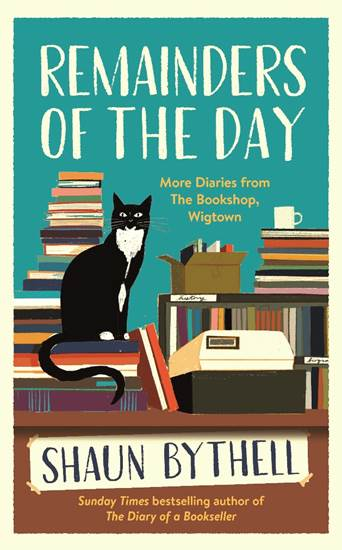 REMAINDERS
OF THE DAY
More Diaries from
The Bookshop,
Wigtown
history
SHAUN BYTHELL
Sunday Times bestselling author of
The Diary of a Bookseller